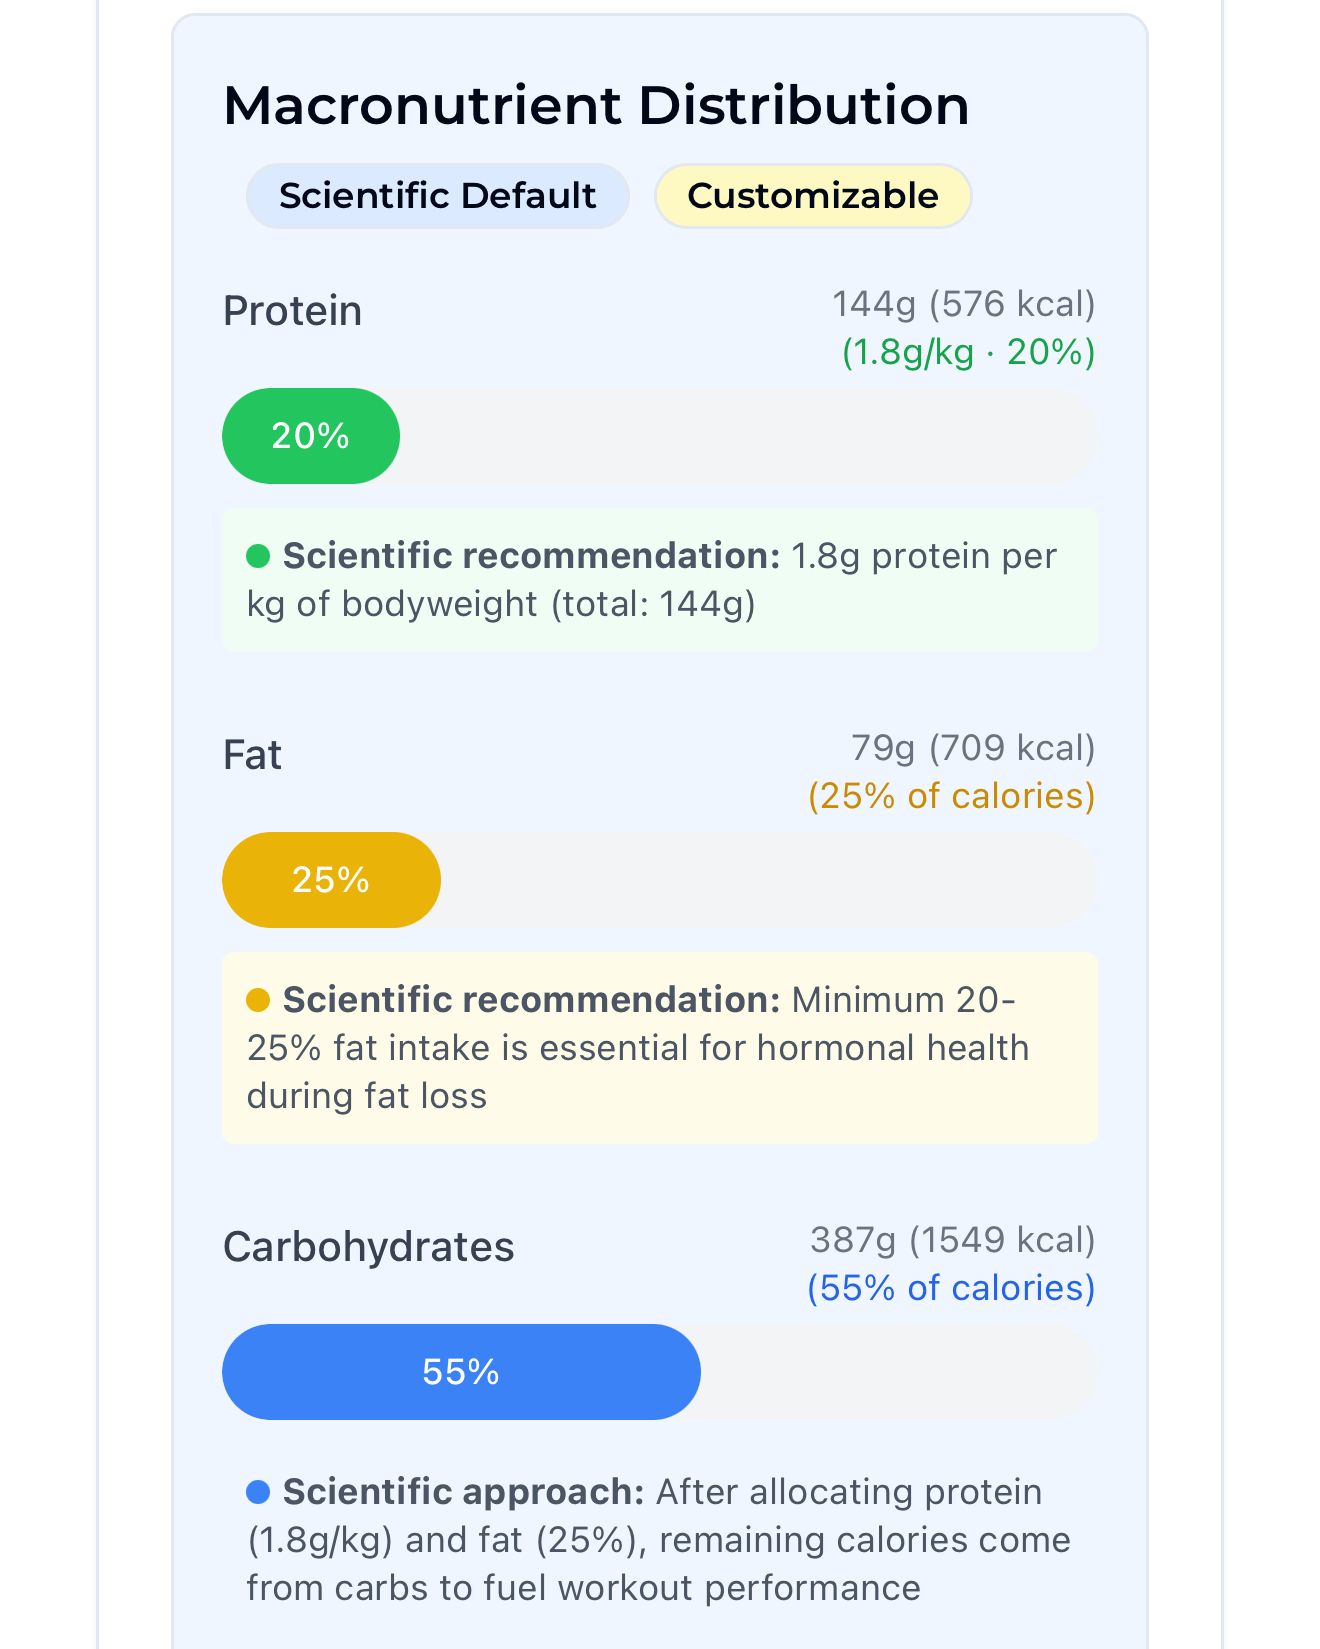 Macronutrient Distribution
Scientific Default
Customizable
Protein
144g (576 kcal)
(1.8g/kg · 20%)
20%
Scientific recommendation: 1.8g protein per
kg of bodyweight (total: 144g)
Fat
79g (709 kcal)
(25% of calories)
25%
Scientific recommendation: Minimum 20-
25% fat intake is essential for hormonal health
during fat loss
Carbohydrates
387g (1549 kcal)
(55% of calories)
55%
Scientific approach: After allocating protein
(1.8g/kg) and fat (25%), remaining calories come
from carbs to fuel workout performance